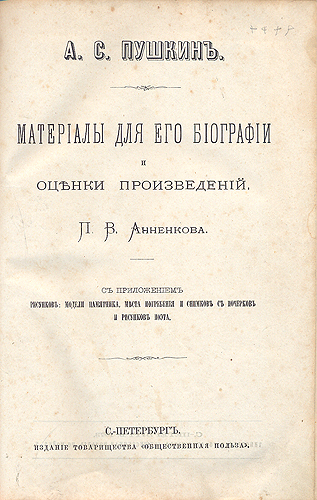 А. С. ПУШКИНЪ.
МАТЕРІАЛЫ ДЛЯ ЕГО БІОГРАФІИ
И
ОЦѢНКИ ПРОИЗВЕДЕНІЙ.
П. В. АННЕНКОВА.
СЪ ПРИЛОЖЕНІЕМЪ
РИСУНКОВЪ: МОДЕЛИ ПАМЯТНИКА, МѢСТА ПОГРЕБЕНІЯ И СНИМКОВЪ СЪ ПОЧЕРКОВЪ
И РИСУНКОВЪ ПОЭТА.
С.-ПЕТЕРБУРГЪ.
ИЗДАНІЕ ТОВАРИЩЕСТВА «ОБЩЕСТВЕННАЯ ПОЛЬЗА».